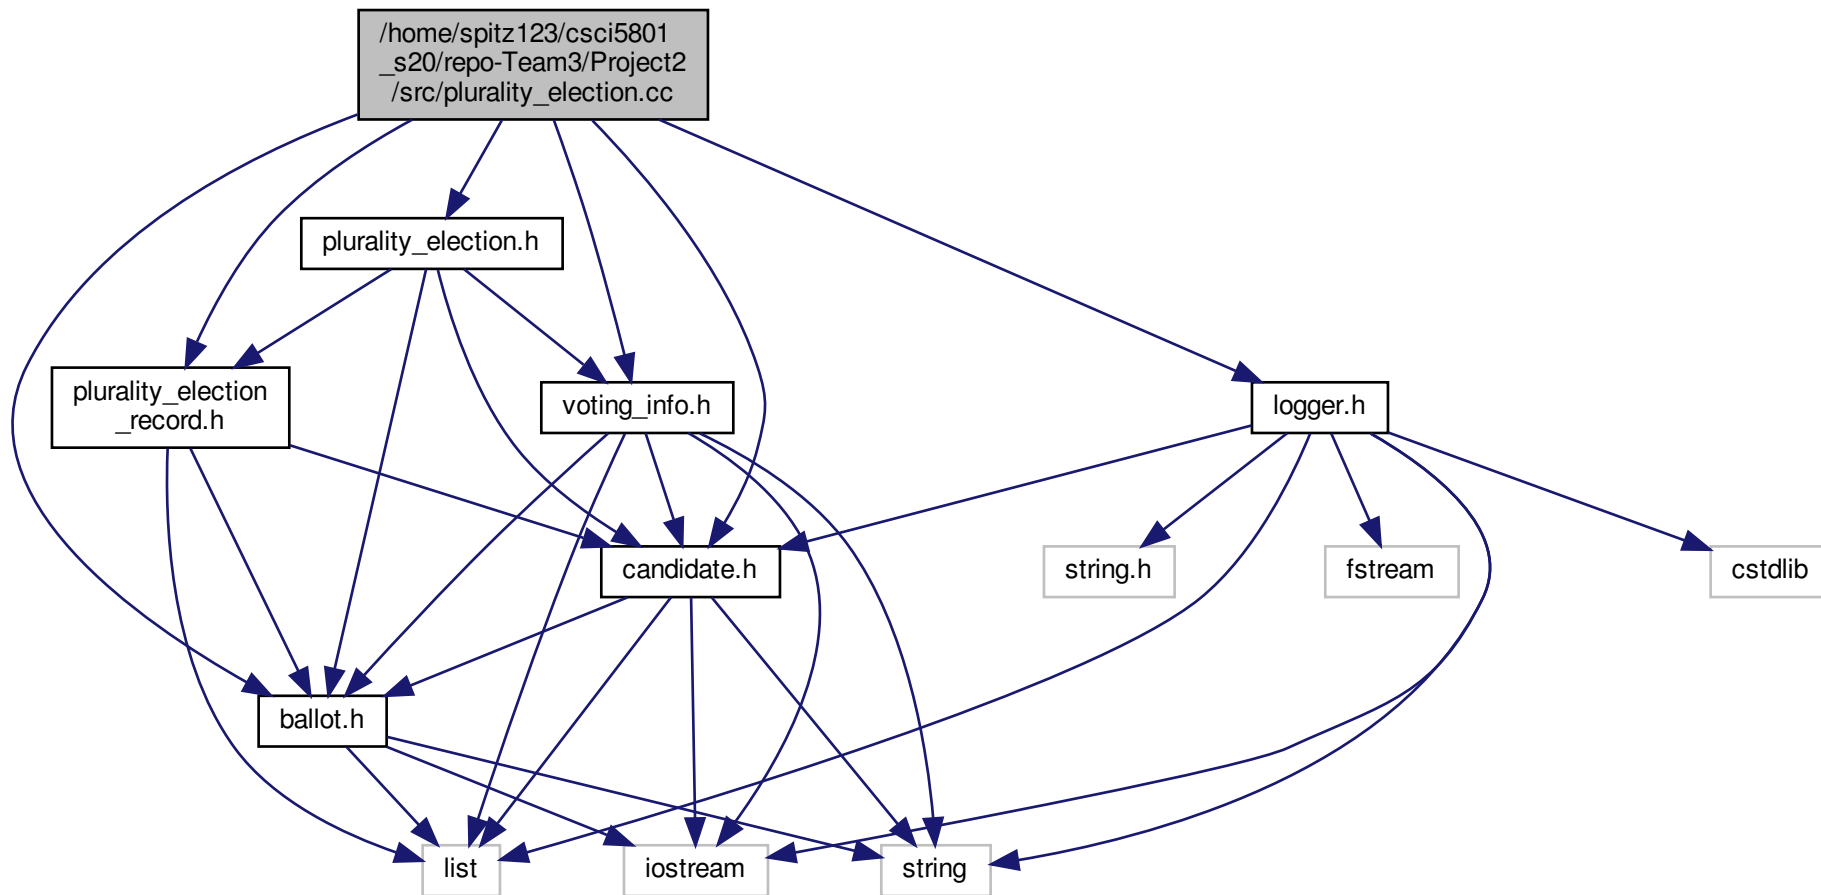 /home/spitz123/csci5801
_s20/repo-Team3/Project2
/src/plurality_election.cc
plurality_election.h
plurality_election
_record.h
voting_info.h
logger.h
candidate.h
string.h
fstream
cstdlib
ballot.h
list
iostream
string